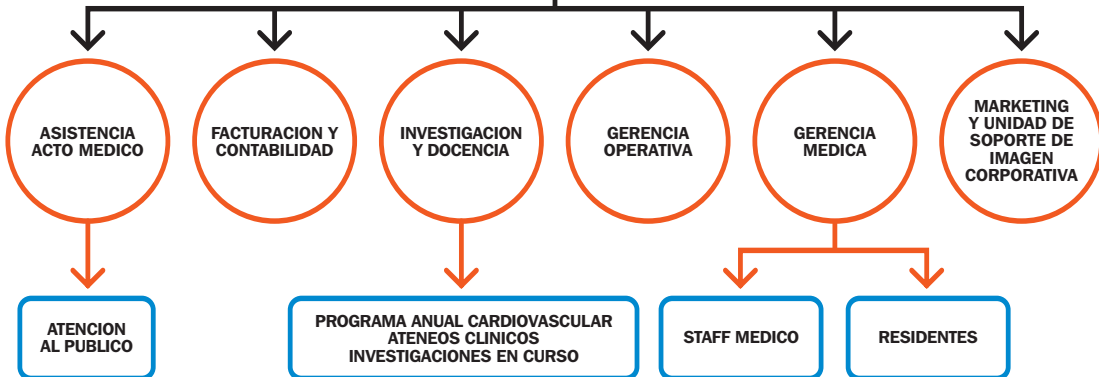 ASISTENCIA
ACTO MEDICO
FACTURACION Y
CONTABILIDAD
INVESTIGACION
Y DOCENCIA
GERENCIA
OPERATIVA
GERENCIA
MEDICA
MARKETING
Y UNIDAD DE
SOPORTE DE
IMAGEN
CORPORATIVA
ATENCION
AL PUBLICO
PROGRAMA ANUAL CARDIOVASCULAR
ATENEOS CLINICOS
INVESTIGACIONES EN CURSO
STAFF MEDICO
RESIDENTES